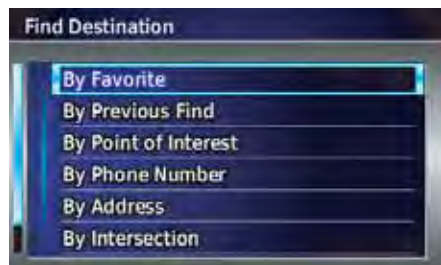 Find Destination
By Favorite
By Previous Find
By Point of Interest
By Phone Number
By Address
By Intersection